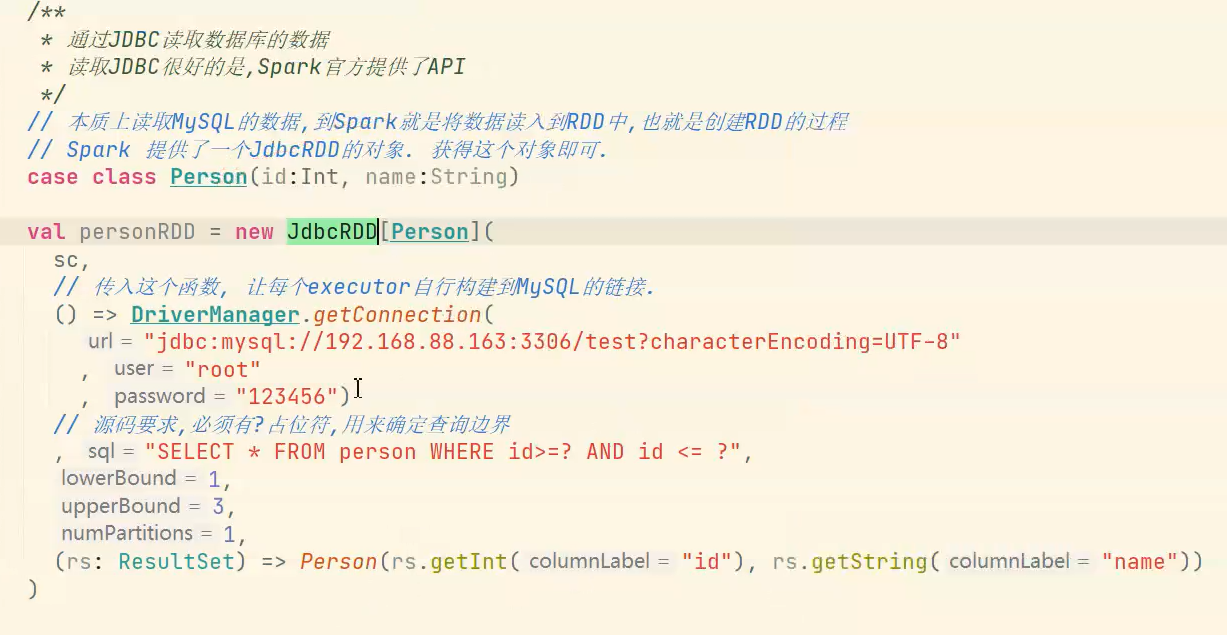 /**
 * 通过JDBC读取数据库的数据
 * 读取JDBC很好的是,Spark官方提供了API
 */
// 本质上读取MySQL的数据,到Spark就是将数据读入到RDD中,也就是创建RDD的过程
// Spark 提供了一个JdbcRDD的对象. 获得这个对象即可.
case class Person(id:Int, name:String)
val personRDD = new JdbcRDD[Person](
  sc,
  // 传入这个函数, 让每个executor自行构建到MySQL的链接.
  () => DriverManager.getConnection(
    url = "jdbc:mysql://192.168.88.163:3306/test?characterEncoding=UTF-8"
    , user = "root"
    , password = "123456")
  // 源码要求,必须有?占位符,用来确定查询边界
  , sql = "SELECT * FROM person WHERE id>=? AND id <= ?",
  lowerBound = 1,
  upperBound = 3,
  numPartitions = 1,
  (rs: ResultSet) => Person(rs.getInt( columnLabel = "id"), rs.getString( columnLabel = "name"))
)